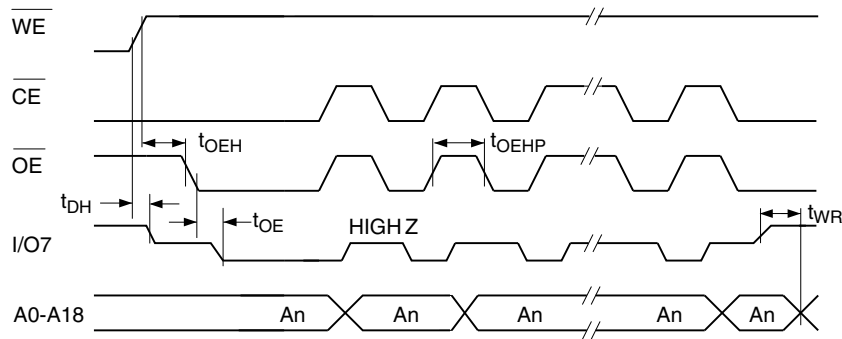 WE
CE
tOEH
tOEHP
OE
tDH
tOE
HIGH Z
tWR
I/O7
A0-A18
An An An An An